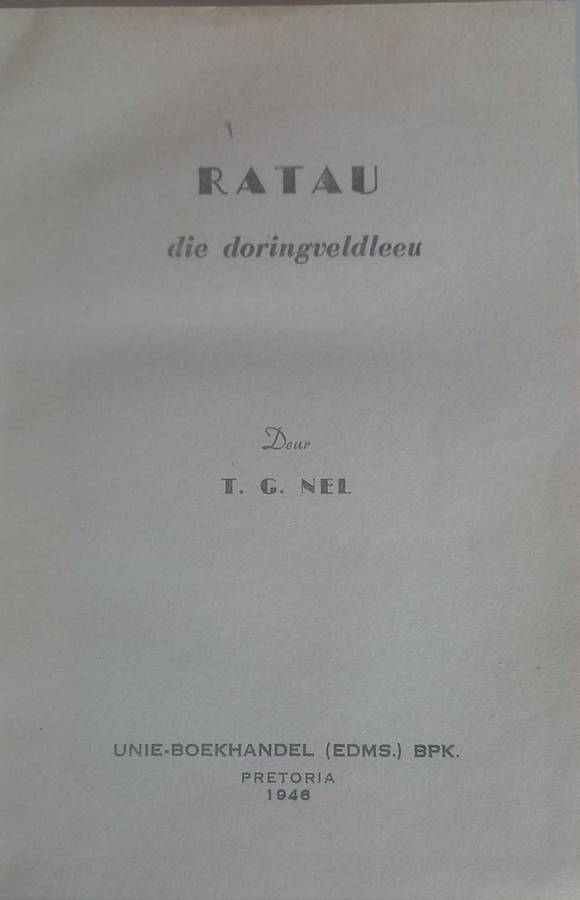 RATAU
die doringveldleeu
Deur
T. G. NEL
UNIE-BOEKHANDEL (EDMS.) BPK.
PRETORIA
1946